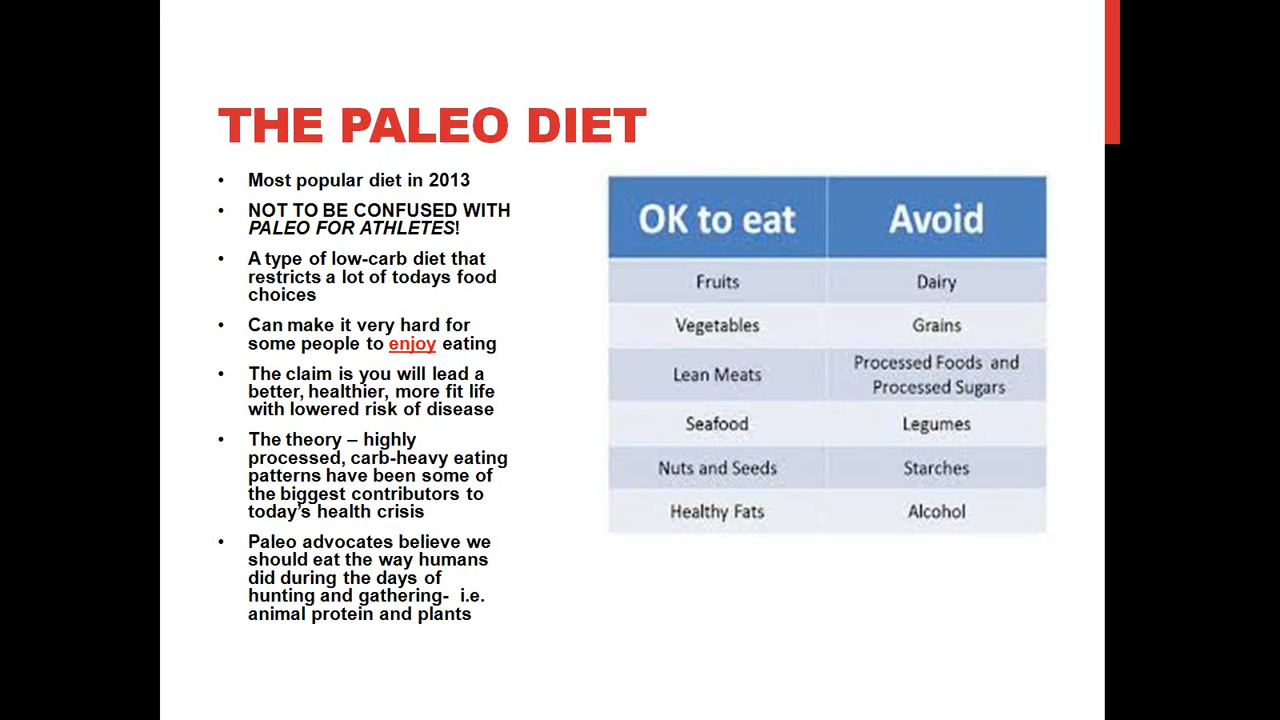 THE PALEO DIET
• Most popular diet in 2013
• NOT TO BE CONFUSED WITH
PALEO FOR ATHLETES!
• A type of low-carb diet that
restricts a lot of todays food
choices
• Can make it very hard for
some people to enjoy eating
• The claim is you will lead a
better, healthier, more fit life
with lowered risk of disease
• The theory – highly
processed, carb-heavy eating
patterns have been some of
the biggest contributors to
today's health crisis
• Paleo advocates believe we
should eat the way humans
did during the days of
hunting and gathering- i.e.
animal protein and plants
OK to eat Avoid
Fruits Dairy
Vegetables Grains
Lean Meats Processed Foods and
Processed Sugars
Seafood Legumes
Nuts and Seeds Starches
Healthy Fats Alcohol